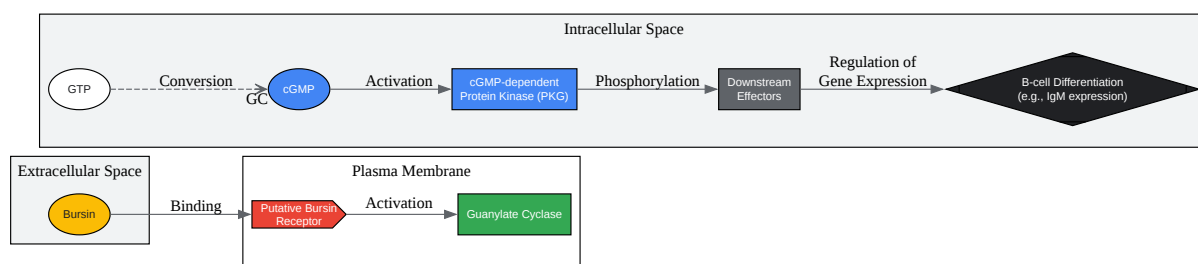 Intracellular Space
GTP
Conversion
GC
cGMP
Activation
cGMP-dependent
Protein Kinase (PKG)
Phosphorylation
Downstream
Effectors
Regulation of
Gene Expression
B-cell Differentiation
(e.g., IgM expression)
Extracellular Space
Bursin
Binding
Plasma Membrane
Putative Bursin
Receptor
Activation
Guanylate Cyclase